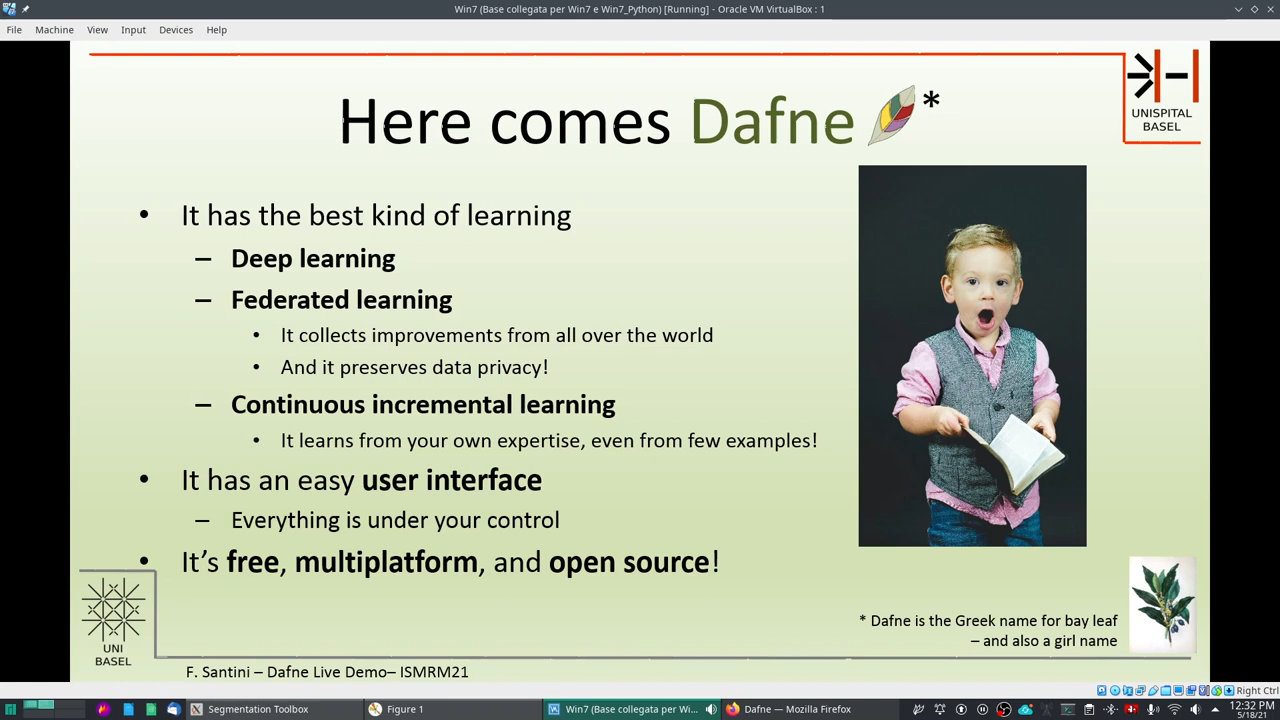 Win7 (Base collegata per Win7 e Win7_Python) [Running] - Oracle VM VirtualBox : 1
File Machine View Input Devices Help
Here comes Dafne *
UNISPITAL
BASEL
• It has the best kind of learning
– Deep learning
– Federated learning
• It collects improvements from all over the world
• And it preserves data privacy!
– Continuous incremental learning
• It learns from your own expertise, even from few examples!
• It has an easy user interface
– Everything is under your control
• It’s free, multiplatform, and open source!
* Dafne is the Greek name for bay leaf
– and also a girl name
UNI
BASEL
F. Santini – Dafne Live Demo– ISMRM21
Right Ctrl
Segmentation Toolbox
Figure 1
Win7 (Base collegata per Win7 e Wi...
Dafne — Mozilla Firefox
12:32 PM
5/18/21